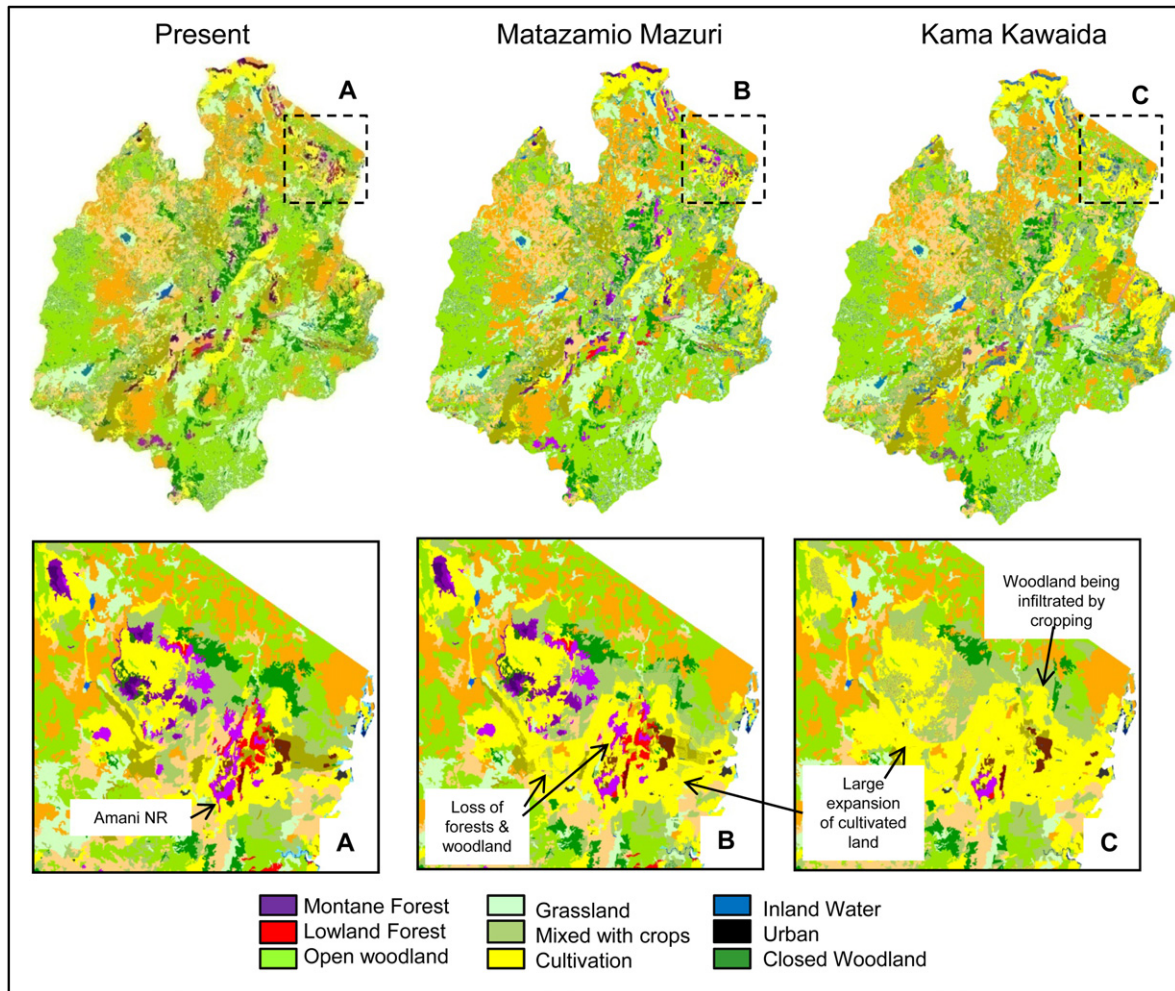 Present
Matazamio Mazuri
Kama Kawaida
A
B
C
Amani NR
A
Loss of
forests &
woodland
B
Woodland being
infiltrated by
cropping
Large
expansion
of cultivated
land
C
Montane Forest
Lowland Forest
Open woodland
Grassland
Mixed with crops
Cultivation
Inland Water
Urban
Closed Woodland